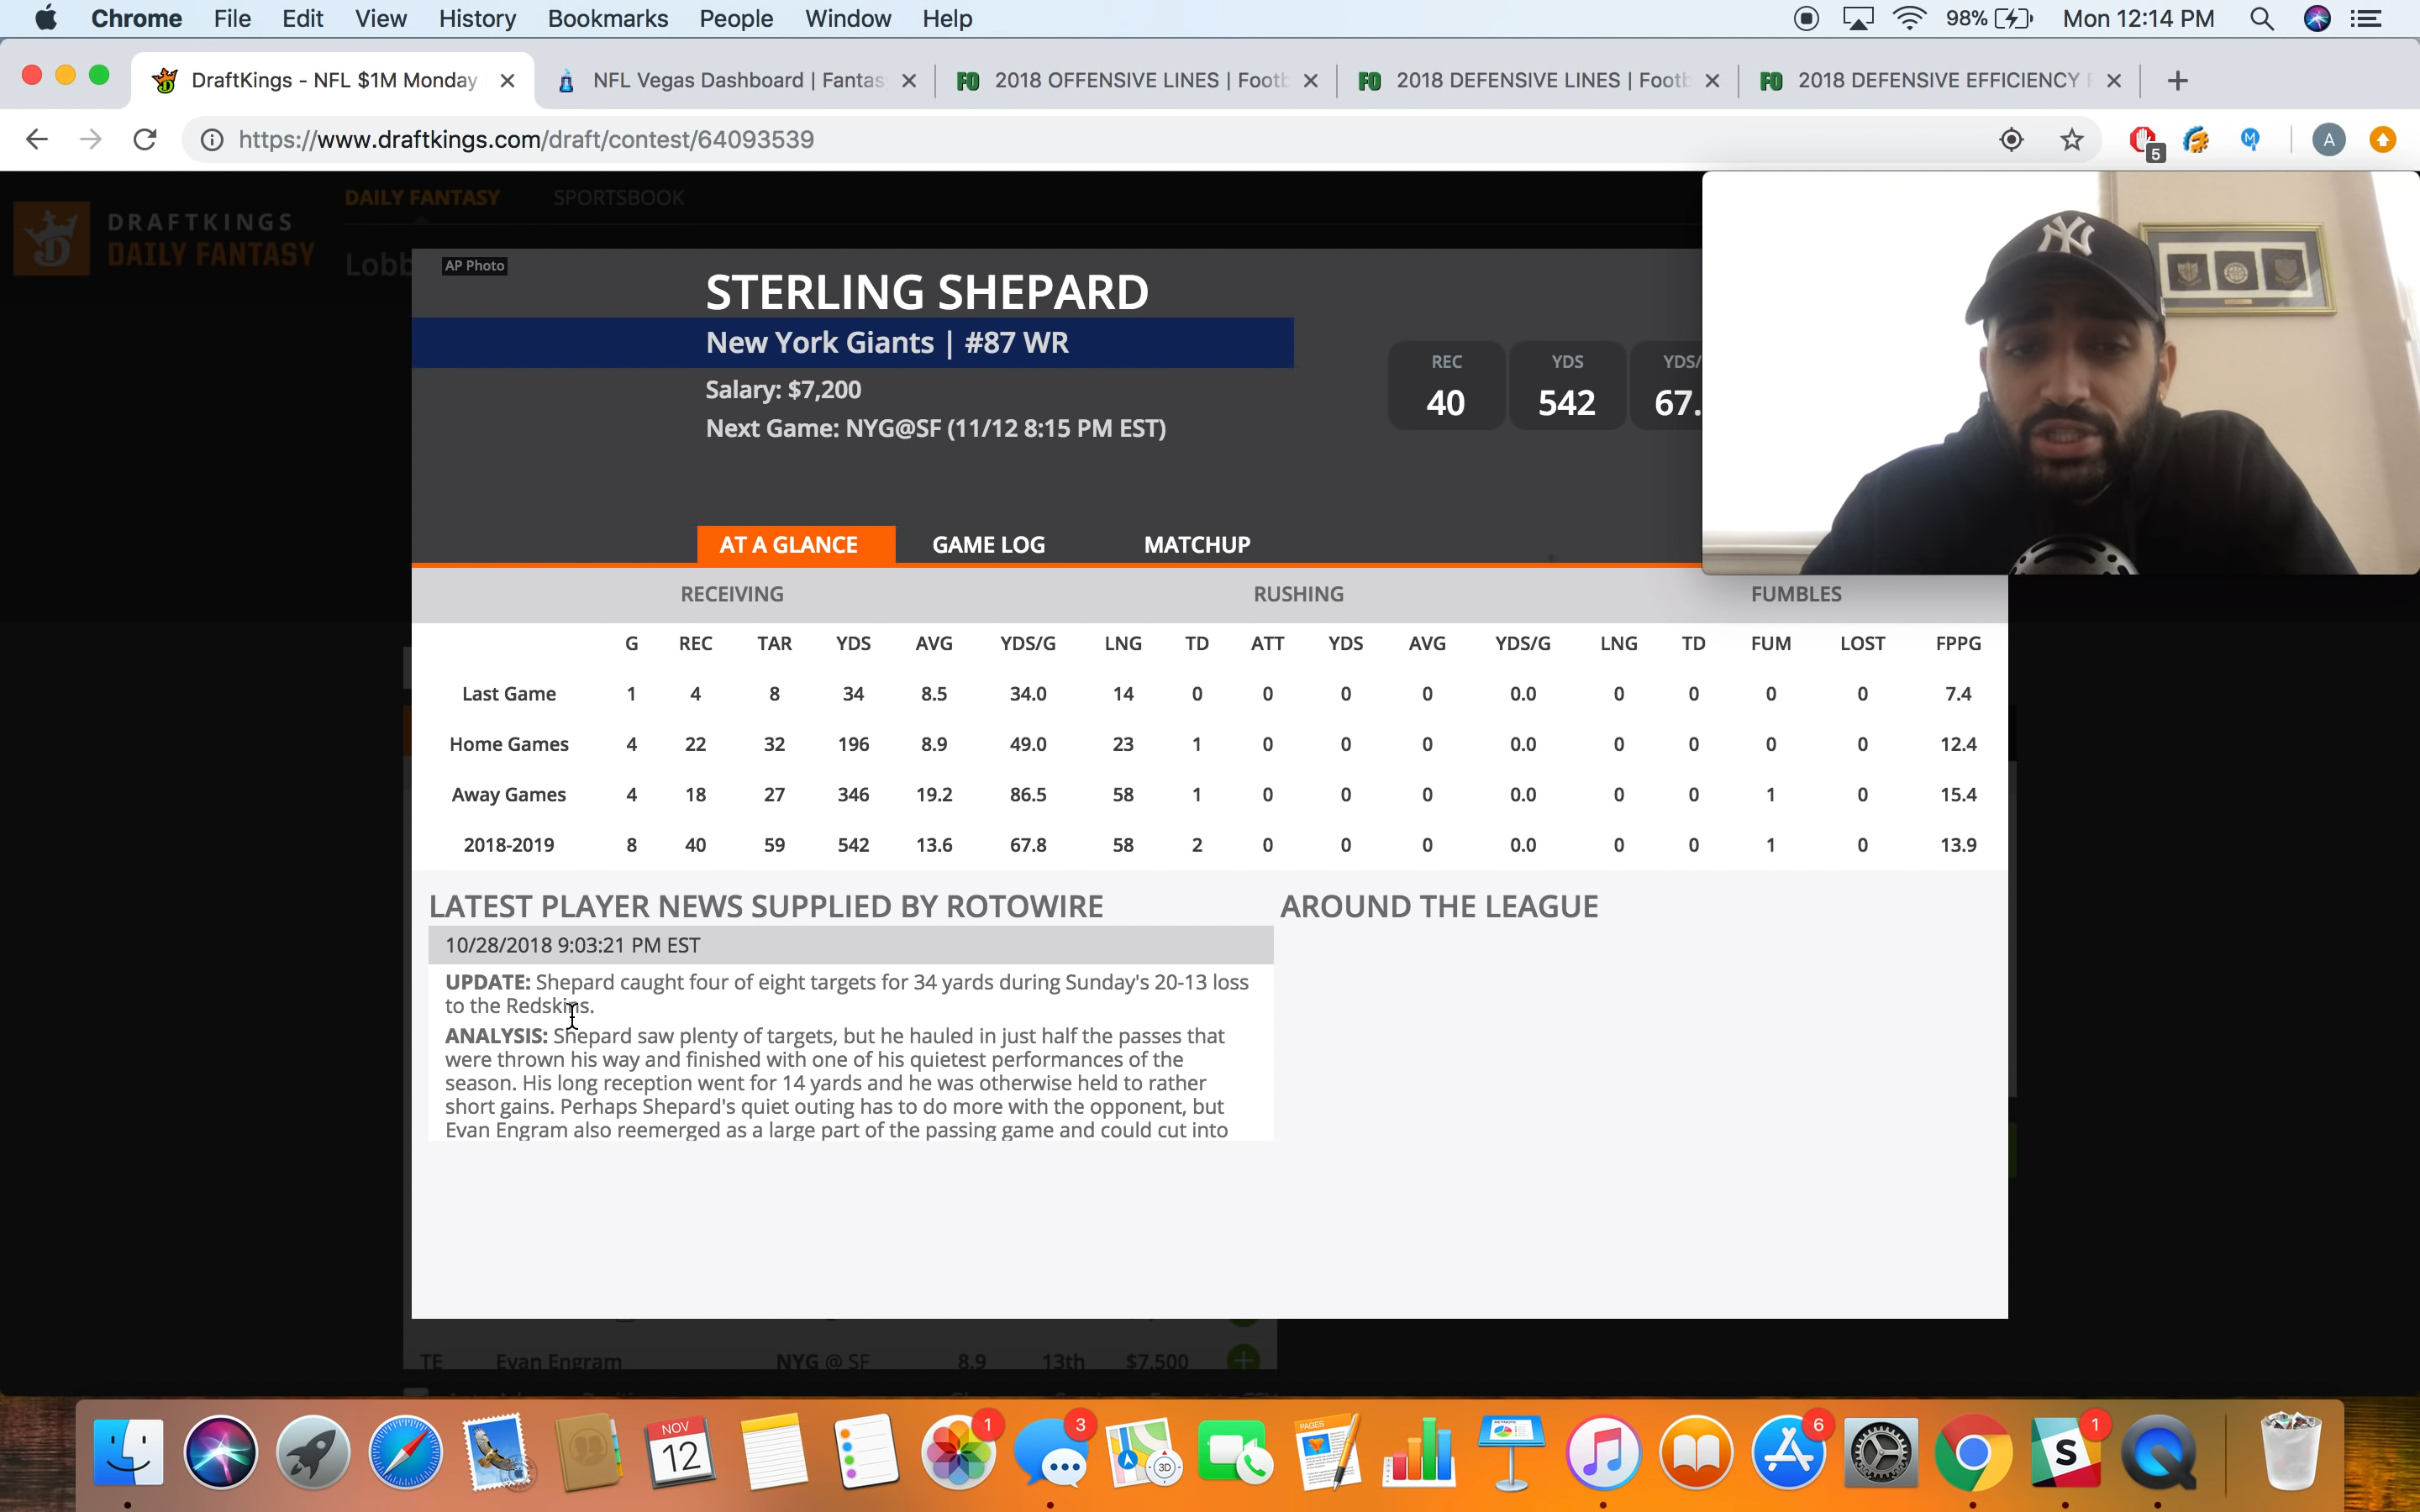 Chrome File Edit View History Bookmarks People Window Help 98% Mon 12:14 PM
DraftKings - NFL $1M Monday NFL Vegas Dashboard | Fantas FO 2018 OFFENSIVE LINES | Footb FO 2018 DEFENSIVE LINES | Footb FO 2018 DEFENSIVE EFFICIENCY
https://www.draftkings.com/draft/contest/64093539 5 M A
DAILY FANTASY SPORTSBOOK
DRAFTKINGS
DAILY FANTASY
Lobb
AP Photo
NY
STERLING SHEPARD
New York Giants | #87 WR
Salary: $7,200
Next Game: NYG@SF (11/12 8:15 PM EST)
REC YDS YDS/
40 542 67.
AT A GLANCE GAME LOG MATCHUP
RECEIVING RUSHING FUMBLES
G REC TAR YDS AVG YDS/G LNG TD ATT YDS AVG YDS/G LNG TD FUM LOST FPPG
Last Game 1 4 8 34 8.5 34.0 14 0 0 0 0 0.0 0 0 0 0 7.4
Home Games 4 22 32 196 8.9 49.0 23 1 0 0 0 0.0 0 0 0 0 12.4
Away Games 4 18 27 346 19.2 86.5 58 1 0 0 0 0.0 0 0 1 0 15.4
2018-2019 8 40 59 542 13.6 67.8 58 2 0 0 0 0.0 0 0 1 0 13.9
LATEST PLAYER NEWS SUPPLIED BY ROTOWIRE AROUND THE LEAGUE
10/28/2018 9:03:21 PM EST
UPDATE: Shepard caught four of eight targets for 34 yards during Sunday's 20-13 loss
to the Redskins.
ANALYSIS: Shepard saw plenty of targets, but he hauled in just half the passes that
were thrown his way and finished with one of his quietest performances of the
season. His long reception went for 14 yards and he was otherwise held to rather
short gains. Perhaps Shepard's quiet outing has to do more with the opponent, but
Evan Engram also reemerged as a large part of the passing game and could cut into
TE Evan Engram NYG @ SF 8.9 13th $7,500
NOV
12
1
3
3D
PAGES
6
S
1